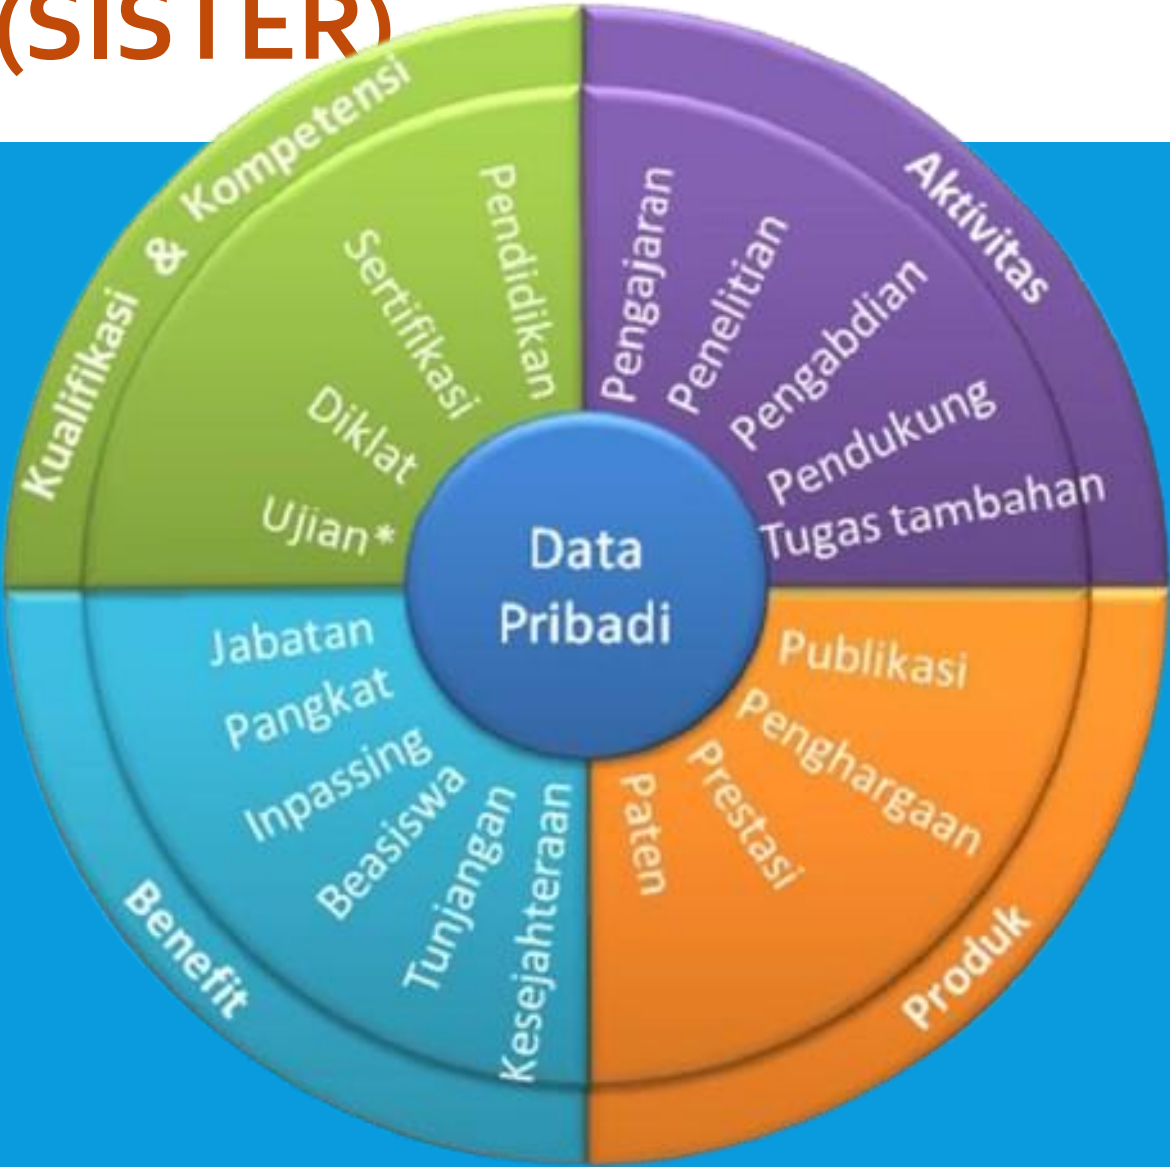 (SISTER)
Kualifikasi & Kompetensi
Pendidikan
Sertifikasi
Diklat
Ujian*
Aktivitas
Pengajaran
Penelitian
Pengabdian
Pendukung
Tugas tambahan
Data
Pribadi
Jabatan
Pangkat
Inpassing
Beasiswa
Tunjangan
Kesejahteraan
Benefit
Publikasi
Penghargaan
Prestasi
Paten
Produk